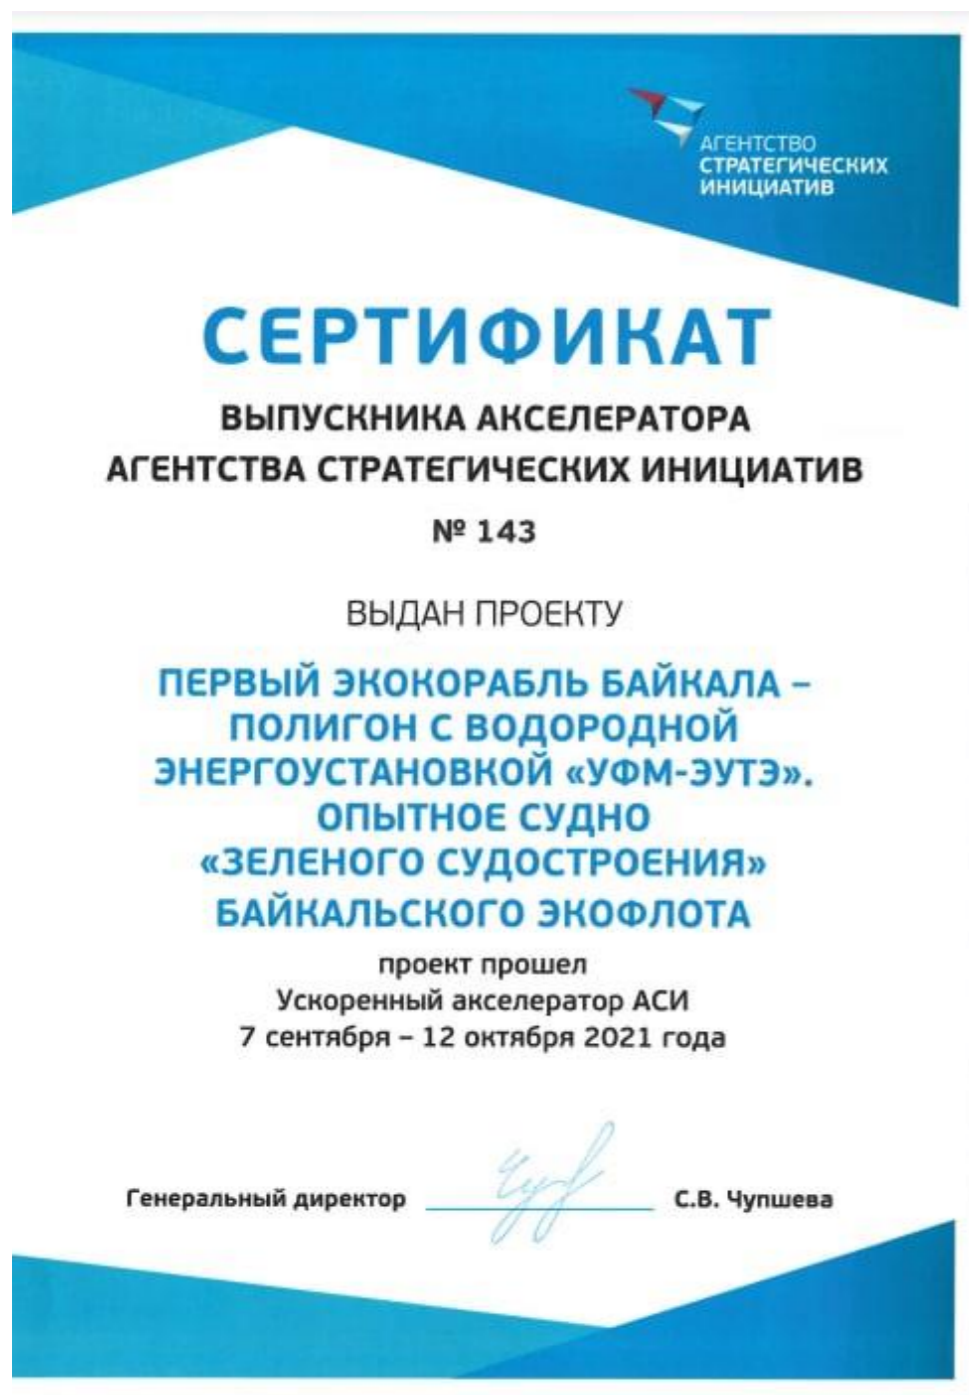 АГЕНТСТВО
СТРАТЕГИЧЕСКИХ
ИНИЦИАТИВ
СЕРТИФИКАТ
ВЫПУСКНИКА АКСЕЛЕРАТОРА
АГЕНТСТВА СТРАТЕГИЧЕСКИХ ИНИЦИАТИВ
№ 143
ВЫДАН ПРОЕКТУ
ПЕРВЫЙ ЭКОКОРАБЛЬ БАЙКАЛА –
ПОЛИГОН С ВОДОРОДНОЙ
ЭНЕРГОУСТАНОВКОЙ «УФМ-ЭУТЭ».
ОПЫТНОЕ СУДНО
«ЗЕЛЕНОГО СУДОСТРОЕНИЯ»
БАЙКАЛЬСКОГО ЭКОФЛОТА
проект прошел
Ускоренный акселератор АСИ
7 сентября – 12 октября 2021 года
Генеральный директор С.В. Чупшева